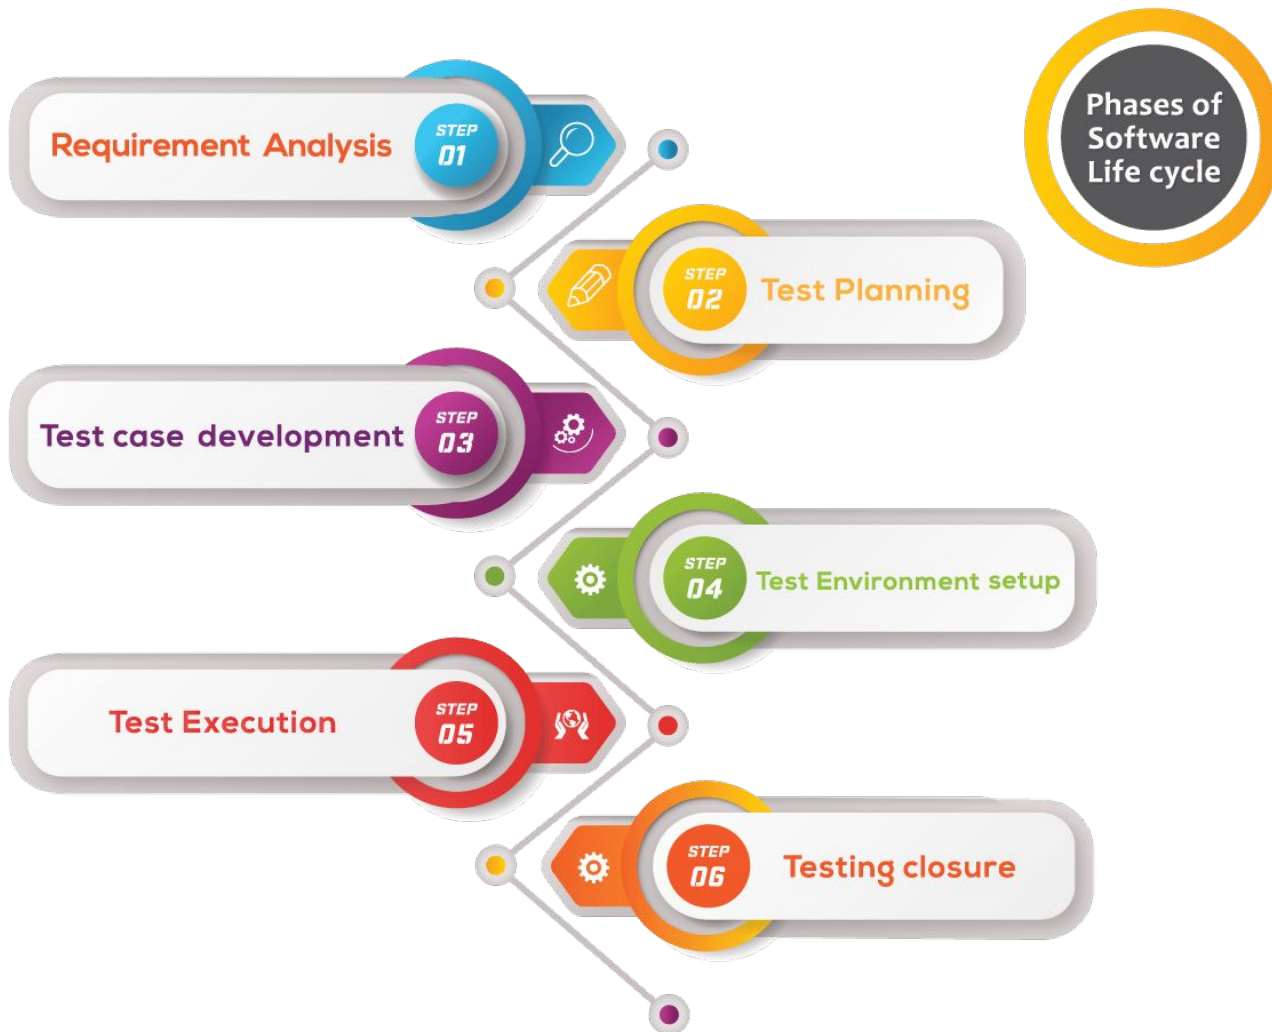 Phases of
Software
Life cycle
Requirement Analysis
STEP
01
STEP
02
Test Planning
Test case development
STEP
03
STEP
04
Test Environment setup
Test Execution
STEP
05
STEP
06
Testing closure